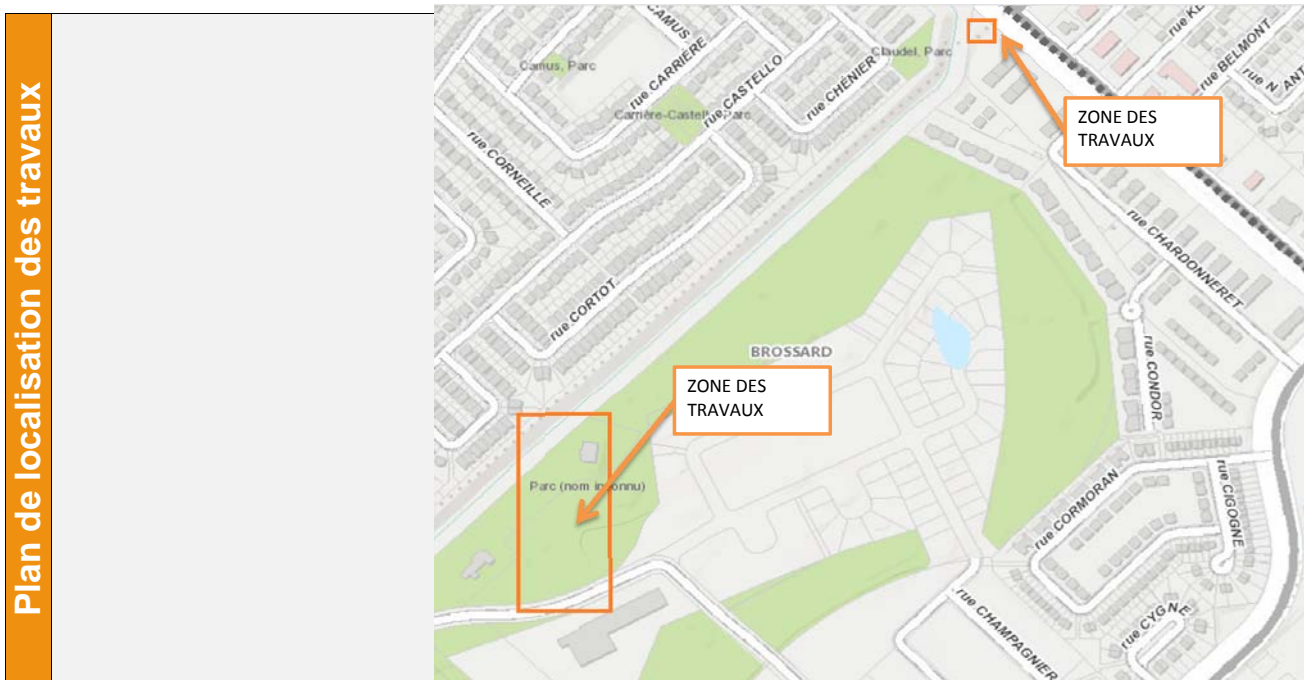 Plan de localisation des travaux
rue CAMUS
Camus, Parc
rue CARRIÈRE
rue CASTELLO
Carrière-Castello, Parc
rue CHÉNIER
Claudel, Parc
rue BELMONT
rue CORNEILLE
ZONE DES
TRAVAUX
rue CHARDONNERET
rue CORTOT
BROSSARD
rue CONDOR
ZONE DES
TRAVAUX
Parc (nom inconnu)
rue CORMORAN
rue CIGOGNE
rue CHAMPAGNIER
rue CYGNE